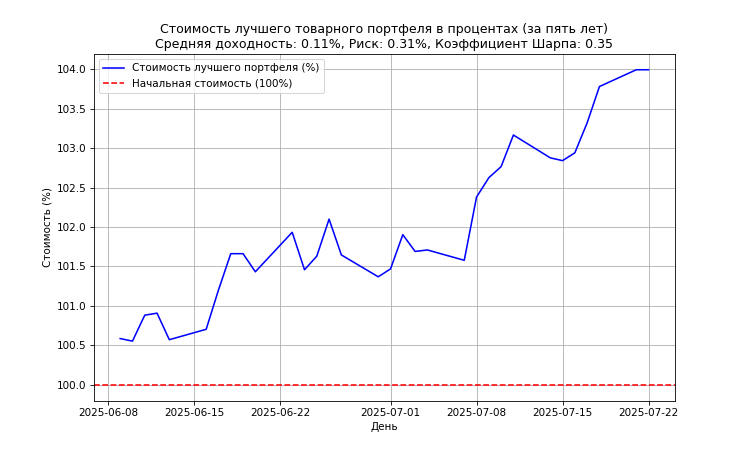 Стоимость лучшего товарного портфеля в процентах (за пять лет)
Средняя доходность: 0.11%, Риск: 0.31%, Коэффициент Шарпа: 0.35
Стоимость лучшего портфеля (%)
Начальная стоимость (100%)
Стоимость (%)
104.0
103.5
103.0
102.5
102.0
101.5
101.0
100.5
100.0
2025-06-08
2025-06-15
2025-06-22
2025-07-01
2025-07-08
2025-07-15
2025-07-22
День